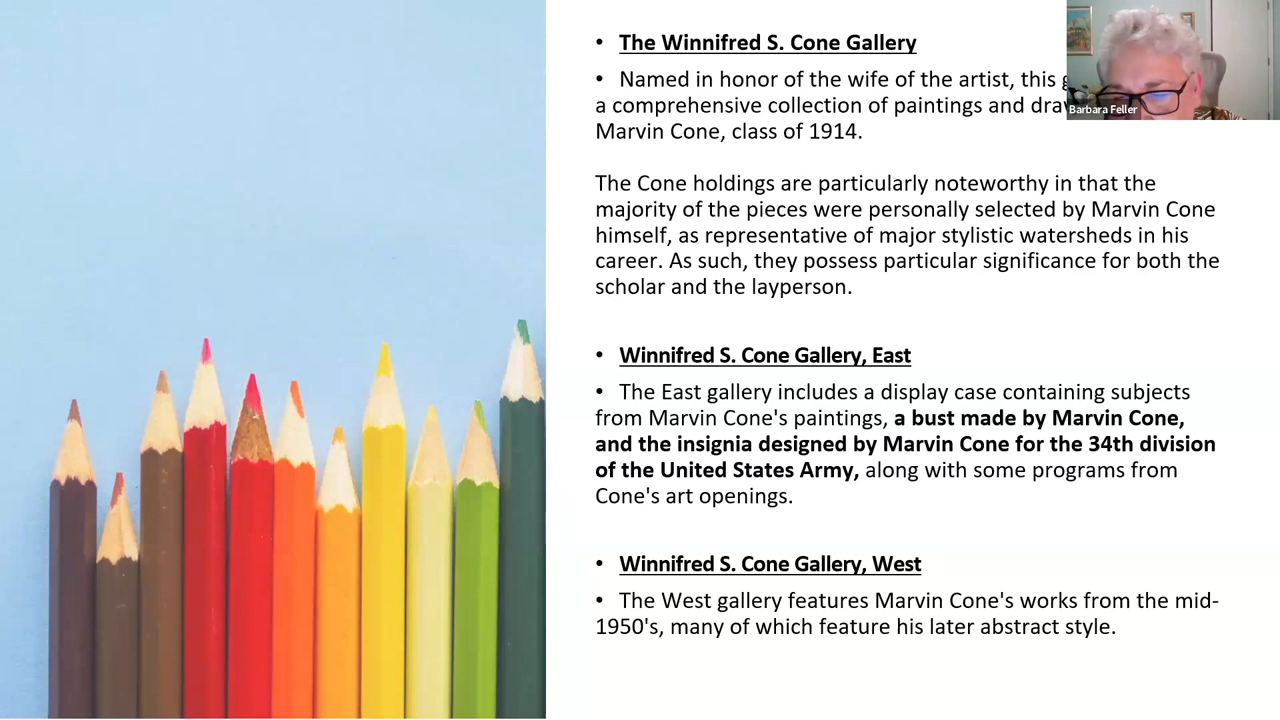 • The Winnifred S. Cone Gallery
• Named in honor of the wife of the artist, this
a comprehensive collection of paintings and
Marvin Cone, class of 1914.
The Cone holdings are particularly noteworthy in that the
majority of the pieces were personally selected by Marvin Cone
himself, as representative of major stylistic watersheds in his
career. As such, they possess particular significance for both the
scholar and the layperson.
• Winnifred S. Cone Gallery, East
• The East gallery includes a display case containing subjects
from Marvin Cone's paintings, a bust made by Marvin Cone,
and the insignia designed by Marvin Cone for the 34th division
of the United States Army, along with some programs from
Cone's art openings.
• Winnifred S. Cone Gallery, West
• The West gallery features Marvin Cone's works from the mid-
1950's, many of which feature his later abstract style.
Barbara Feller